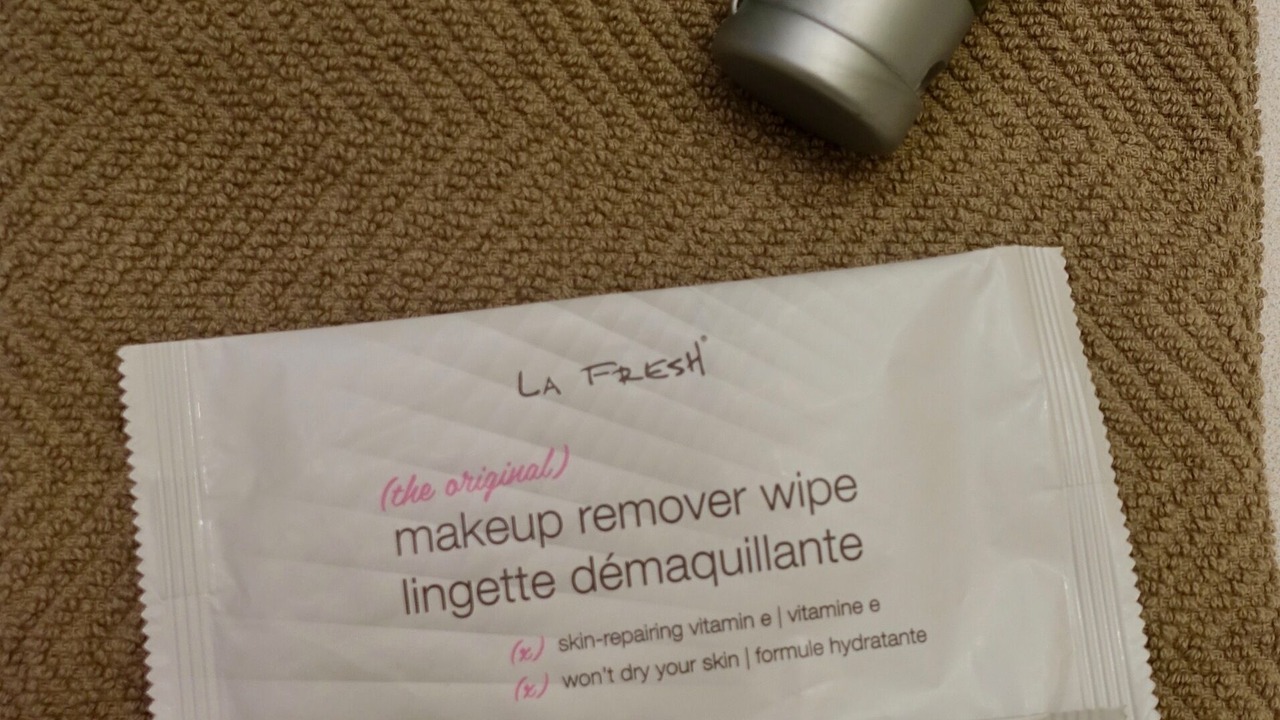 LA FRESH®
(the original)
makeup remover wipe
lingette démaquillante
(x) skin-repairing vitamin e | vitamine e
(x) won't dry your skin | formule hydratante